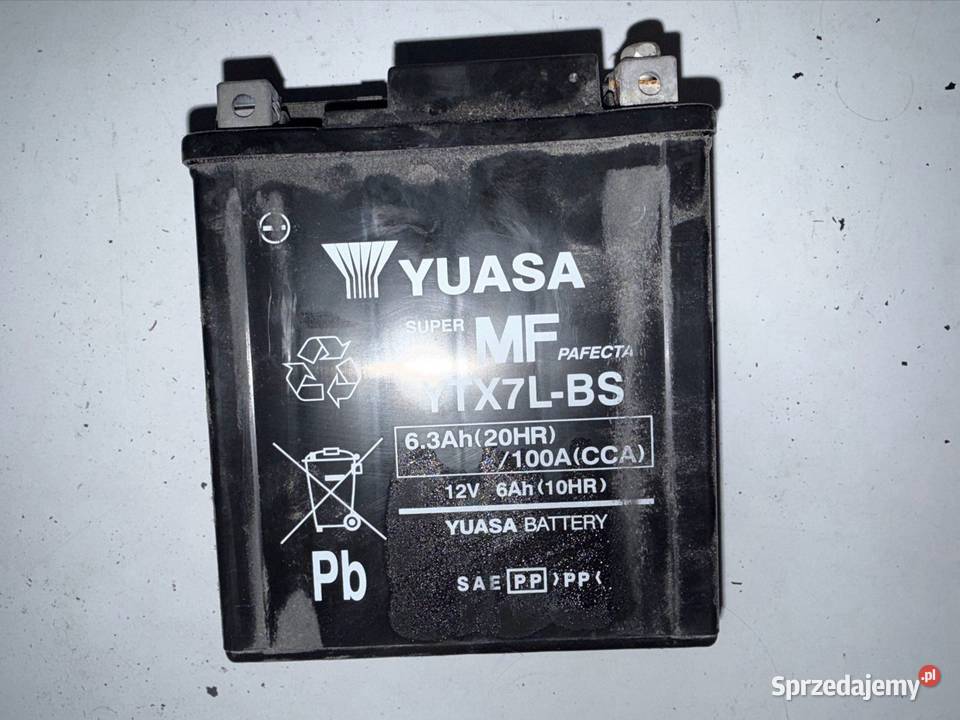 YUASA
SUPER MF PAFECTA
YTX7L-BS
6.3Ah(20HR)
/100A(CCA)
12V 6Ah(10HR)
YUASA BATTERY
SAE PP >PP<
Pb
Sprzedajemy.pl